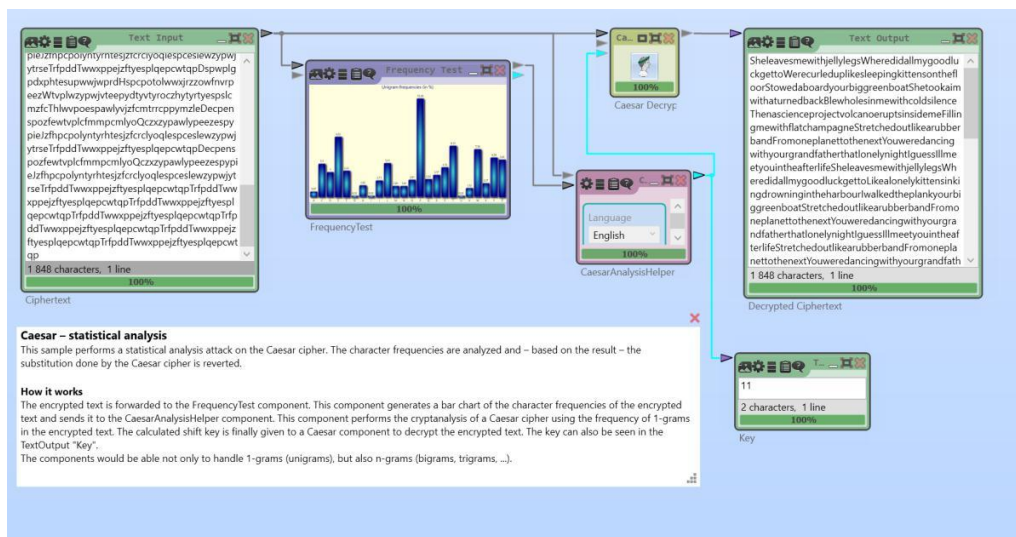 Text Input
pieJzfhpcpolyntyrhtesjzfcrclyoqlespceslewzypwj
ytrseTrfpddTwwxppejzftyesplqepcwtqpDspwplg
pdxphtesupwwjwprdHspcpotolwwxjrzzowfnvrp
eezWtvplwzypwjvteepydtyvtyroczhytyrtyespslc
mzfcThlwvpoespawlyvjzfcmtrrcppymzleDecpen
spozfewtvplcfmmpcmlyoQczxzypawlypeezespy
pieJzfhpcpolyntyrhtesjzfcrclyoqlespceslewzypwj
ytrseTrfpddTwwxppejzftyesplqepcwtqpDecpens
pozfewtvplcfmmpcmlyoQczxzypawlypeezespypi
eJzfhpcpolyntyrhtesjzfcrclyoqlespceslewzypwjyt
rseTrfpddTwwxppejzftyesplqepcwtqpTrfpddTww
xppejzftyesplqepcwtqpTrfpddTwwxppejzftyespl
qepcwtqpTrfpddTwwxppejzftyesplqepcwtqpTrfp
ddTwwxppejzftyesplqepcwtqpTrfpddTwwxppejz
ftyesplqepcwtqpTrfpddTwwxppejzftyesplqepcwt
qp
1 848 characters, 1 line
100%
Ciphertext
Frequency Test
Unigram frequencies (in %)
100%
FrequencyTest
Ca...
100%
Caesar Decryp
C...
Language
English
100%
CaesarAnalysisHelper
Text Output
SheleavesmewithjellylegsWheredidallmygoodlu
ckgettoWerecurleduplikesleepingkittensonthefl
oorStowedaboardyourbiggreenboatShetookaim
withaturnedbackBlewholesinmewithcoldsilence
ThenascienceprojectvolcanoeruptsinsidemeFillin
gmewithflatchampagneStretchedoutlikearubber
bandFromoneplanettothenextYouweredancing
withyourgrandfatherthatlonelynightIguessIllme
etyouintheafterlifeSheleavesmewithjellylegsWh
eredidallmygoodluckgettoLikealonelykittensinki
ngdrowningintheharbourIwalkedtheplankyourbi
ggreenboatStretchedoutlikearubberbandFromo
neplanettothenextYouweredancingwithyourgra
ndfatherthatlonelynightIguessIllmeetyouintheaf
terlifeStretchedoutlikearubberbandFromonepla
nettothenextYouweredancingwithyourgrandfath
1 848 characters, 1 line
100%
Decrypted Ciphertext
T...
11
2 characters, 1 line
100%
Key
Caesar – statistical analysis
This sample performs a statistical analysis attack on the Caesar cipher. The character frequencies are analyzed and – based on the result – the
substitution done by the Caesar cipher is reverted.
How it works
The encrypted text is forwarded to the FrequencyTest component. This component generates a bar chart of the character frequencies of the encrypted
text and sends it to the CaesarAnalysisHelper component. This component performs the cryptanalysis of a Caesar cipher using the frequency of 1-grams
in the encrypted text. The calculated shift key is finally given to a Caesar component to decrypt the encrypted text. The key can also be seen in the
TextOutput "Key".
The components would be able not only to handle 1-grams (unigrams), but also n-grams (bigrams, trigrams, ...).